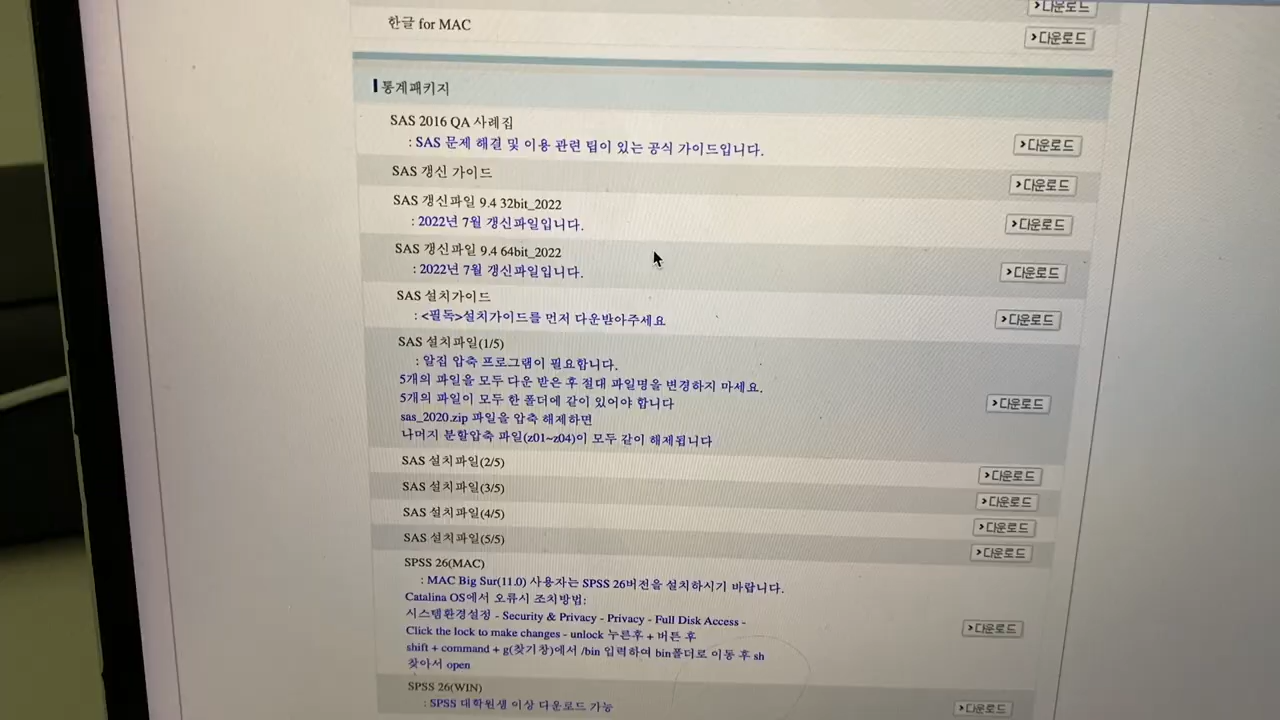 >다운로드
한글 for MAC
>다운로드
통계패키지
SAS 2016 QA 사례집
: SAS 문제 해결 및 이용 관련 팁이 있는 공식 가이드입니다.
>다운로드
SAS 갱신 가이드
>다운로드
SAS 갱신파일 9.4 32bit_2022
: 2022년 7월 갱신파일입니다.
>다운로드
SAS 갱신파일 9.4 64bit_2022
: 2022년 7월 갱신파일입니다.
>다운로드
SAS 설치가이드
: <필독>설치가이드를 먼저 다운받아주세요
>다운로드
SAS 설치파일(1/5)
: 알집 압축 프로그램이 필요합니다.
5개의 파일을 모두 다운 받은 후 절대 파일명을 변경하지 마세요.
5개의 파일이 모두 한 폴더에 같이 있어야 합니다
sas_2020.zip 파일을 압축 해제하면
나머지 분할압축 파일(z01~z04)이 모두 같이 해제됩니다
>다운로드
SAS 설치파일(2/5)
>다운로드
SAS 설치파일(3/5)
>다운로드
SAS 설치파일(4/5)
>다운로드
SAS 설치파일(5/5)
>다운로드
SPSS 26(MAC)
: MAC Big Sur(11.0) 사용자는 SPSS 26버전을 설치하시기 바랍니다.
Catalina OS에서 오류시 조치방법:
시스템환경설정 - Security & Privacy - Privacy - Full Disk Access -
Click the lock to make changes - unlock 누른후 + 버튼 후
shift + command + g(찾기창)에서 /bin 입력하여 bin폴더로 이동 후 sh
찾아서 open
>다운로드
SPSS 26(WIN)
: SPSS 대학원생 이상 다운로드 가능
>다운로드